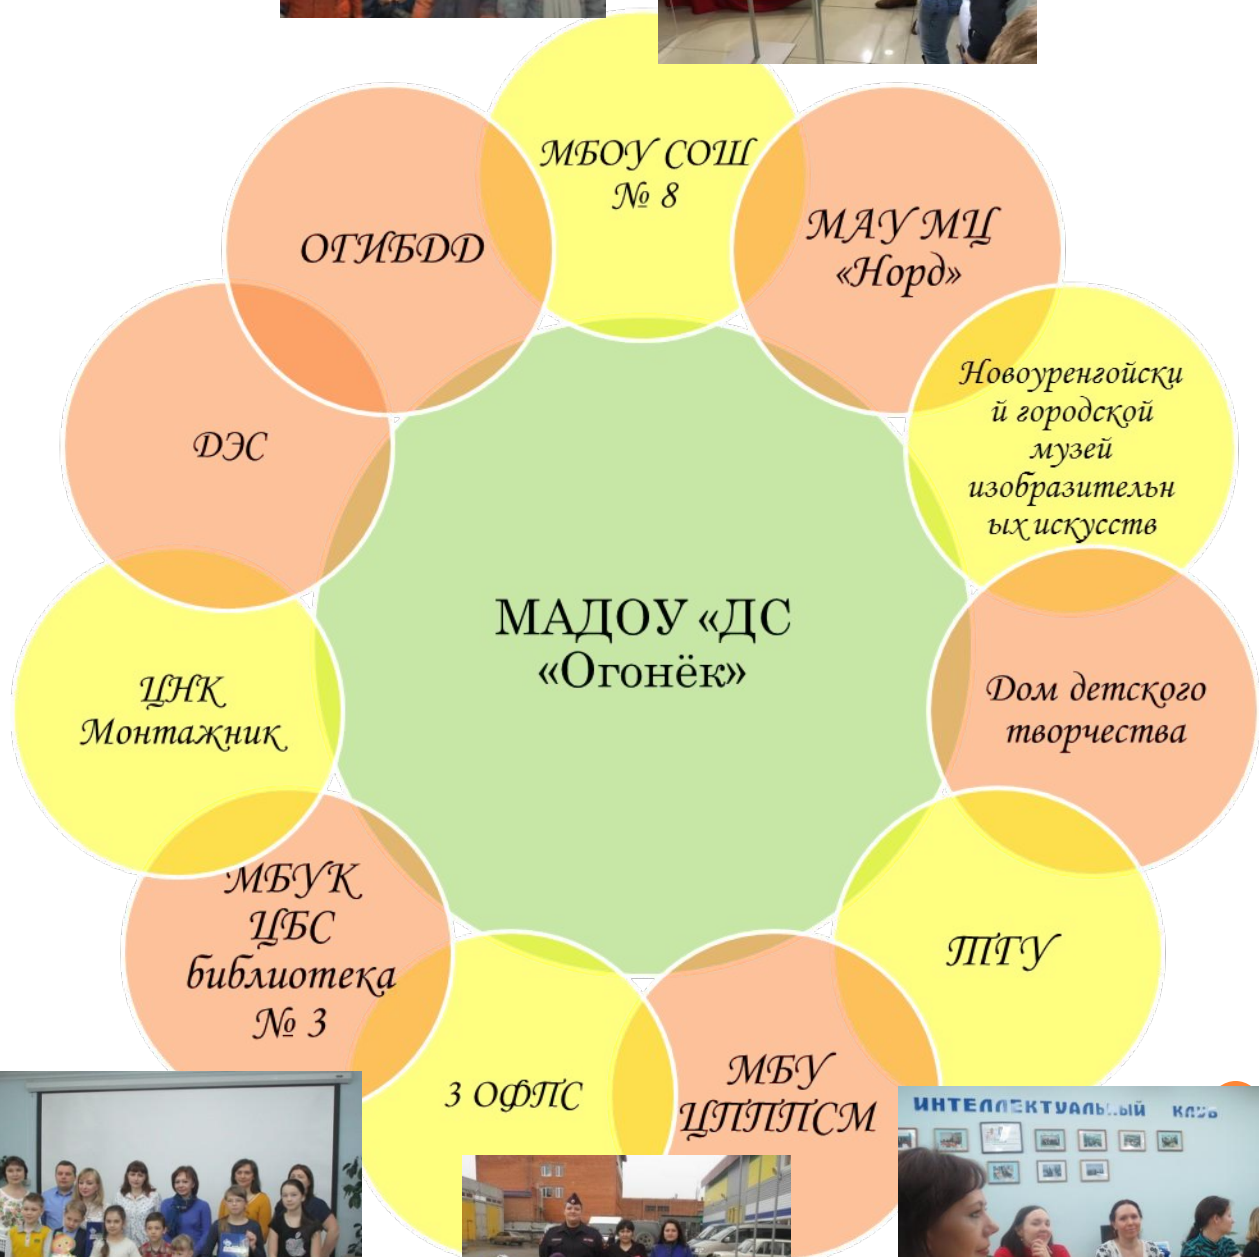 МБОУ СОШ
№ 8
МАУ МЦ
«Норд»
Новоуренгойски
й городской
музей
изобразительн
ых искусств
Дом детского
творчества
ТГУ
МБУ
ЦПППСМ
3 ОФПС
МБУК
ЦБС
библиотека
№ 3
ЦНК
Монтажник
ДЭС
ОГИБДД
МАДОУ «ДС
«Огонёк»
ИНТЕЛЛЕКТУАЛЬНЫЙ КЛУБ